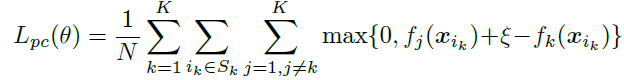 $L_{pc}(\theta) = \frac{1}{N} \sum_{k=1}^{K} \sum_{i_k \in S_k} \sum_{j=1, j \neq k}^{K} \max\{0, f_j(\boldsymbol{x}_{i_k}) + \xi - f_k(\boldsymbol{x}_{i_k})\}$